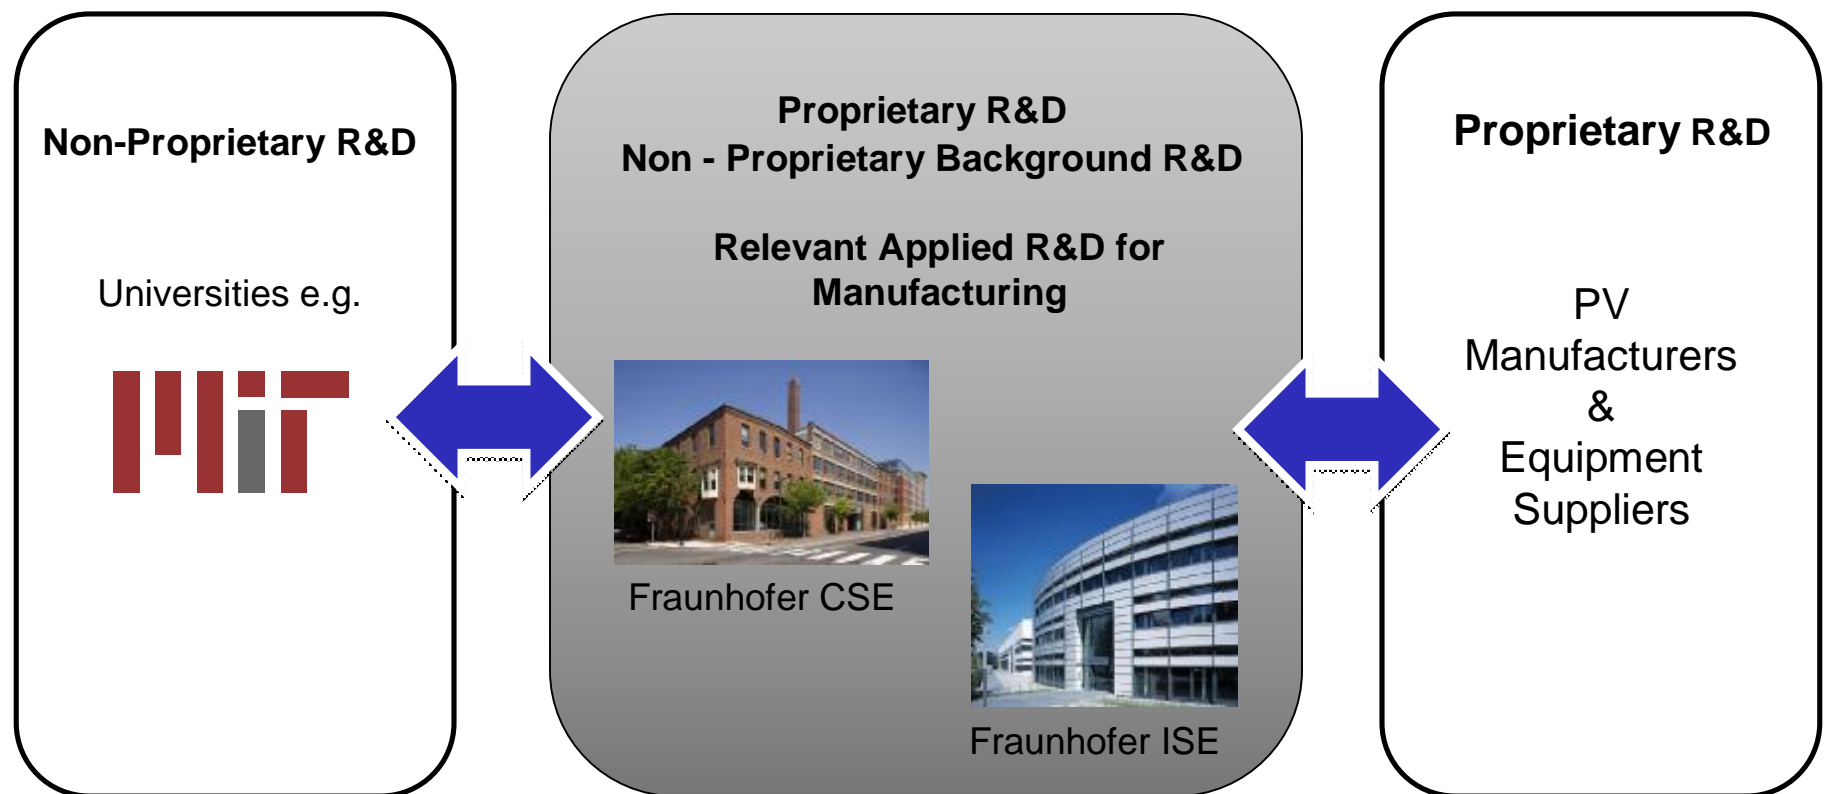 Non-Proprietary R&D
Universities e.g.
MIT
Proprietary R&D
Non - Proprietary Background R&D
Relevant Applied R&D for
Manufacturing
Fraunhofer CSE
Fraunhofer ISE
Proprietary R&D
PV
Manufacturers
&
Equipment
Suppliers